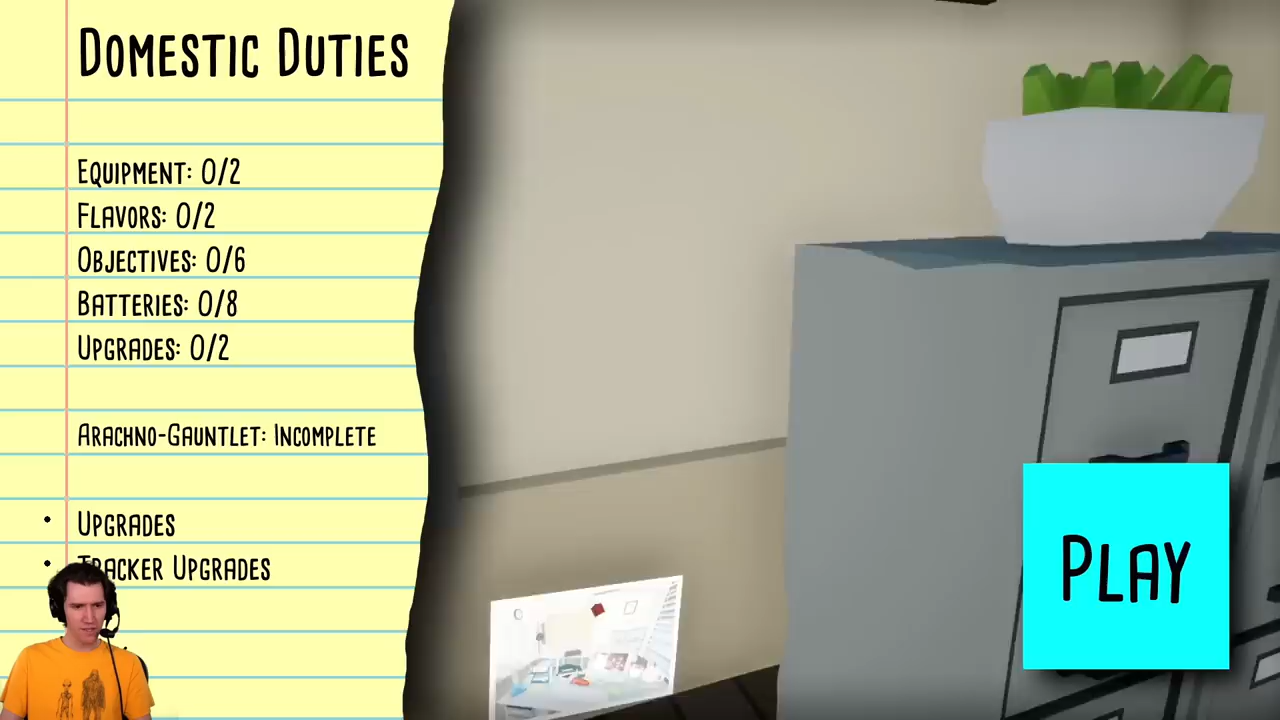 Domestic Duties
Equipment: 0/2
Flavors: 0/2
Objectives: 0/6
Batteries: 0/8
Upgrades: 0/2
Arachno-Gauntlet: Incomplete
• Upgrades
• Tracker Upgrades
Play